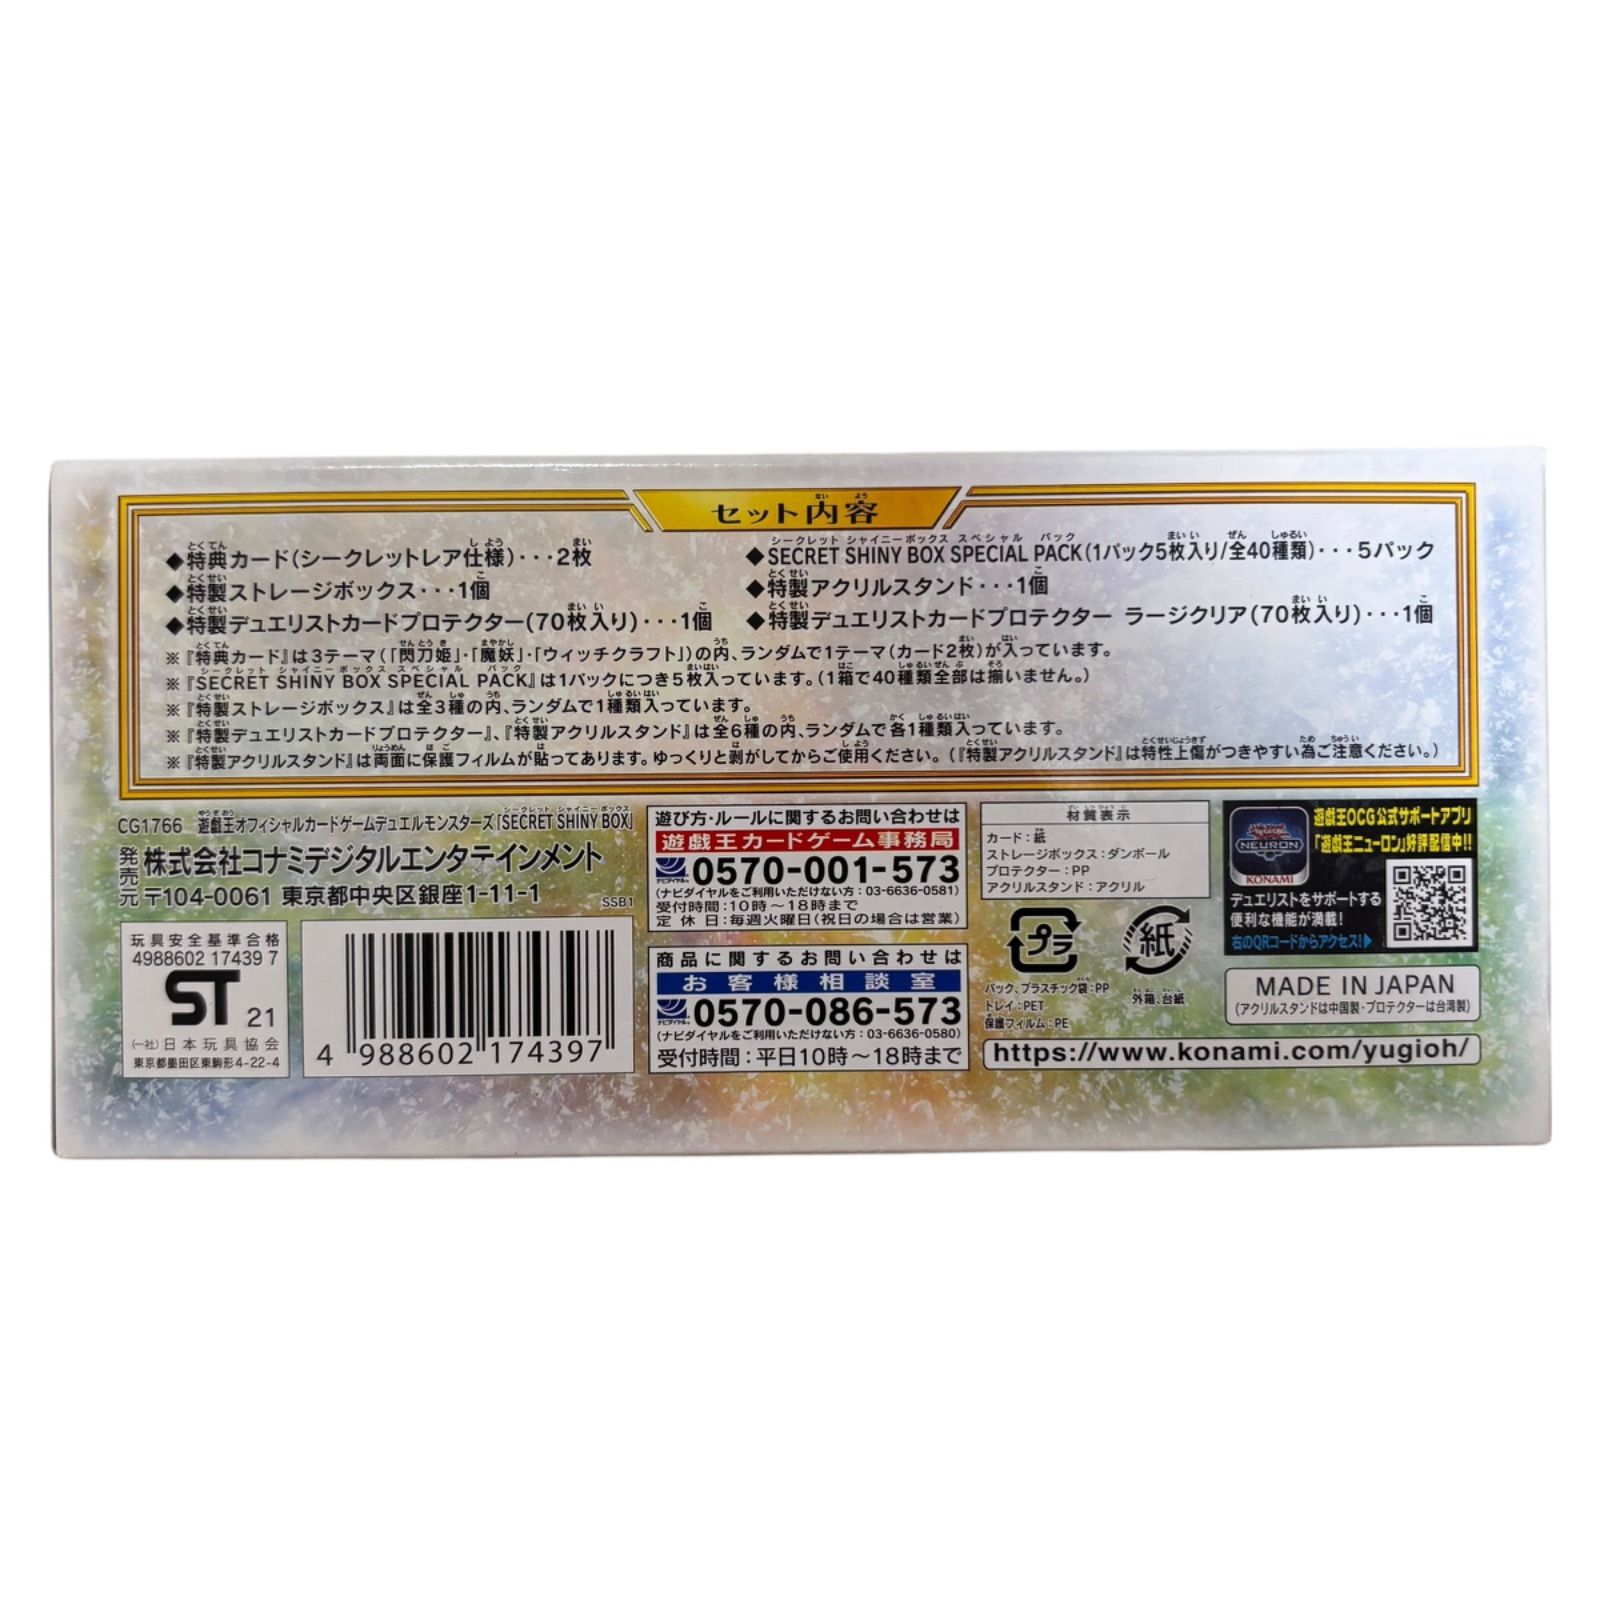 セット内容
◆特典カード(シークレットレア仕様)・・・2枚
◆特製ストレージボックス・・・1個
◆特製デュエリストカードプロテクター(70枚入り)・・・1個
◆SECRET SHINY BOX SPECIAL PACK(1パック5枚入り/全40種類)・・・5パック
◆特製アクリルスタンド・・・1個
◆特製デュエリストカードプロテクター ラージクリア(70枚入り)・・・1個
※『特典カード』は3テーマ(「閃刀姫」・「魔妖」・「ウィッチクラフト」)の内、ランダムで1テーマ(カード2枚)が入っています。
※『SECRET SHINY BOX SPECIAL PACK』は1パックにつき5枚入っています。(1箱で40種類全部は揃いません。)
※『特製ストレージボックス』は全3種の内、ランダムで1種類入っています。
※『特製デュエリストカードプロテクター』、『特製アクリルスタンド』は全6種の内、ランダムで各1種類入っています。
※『特製アクリルスタンド』は両面に保護フィルムが貼ってあります。ゆっくりと剥がしてからご使用ください。(『特製アクリルスタンド』は特性上傷がつきやすい為ご注意ください。)
CG1766 遊戯王オフィシャルカードゲームデュエルモンスターズ「SECRET SHINY BOX」
発売元 株式会社コナミデジタルエンタテインメント
〒104-0061 東京都中央区銀座1-11-1
SSB1
玩具安全基準合格
4988602 17439 7
ST 21
(一社)日本玩具協会
東京都墨田区東駒形4-22-4
4 988602 174397
遊び方・ルールに関するお問い合わせは
遊戯王カードゲーム事務局
ナビダイヤル 0570-001-573
(ナビダイヤルをご利用いただけない方：03-6636-0581)
受付時間：10時～18時まで
定休日：毎週火曜日(祝日の場合は営業)
商品に関するお問い合わせは
お客様相談室
ナビダイヤル 0570-086-573
(ナビダイヤルをご利用いただけない方：03-6636-0580)
受付時間：平日10時～18時まで
材質表示
カード：紙
ストレージボックス：ダンボール
プロテクター：PP
アクリルスタンド：アクリル
プラ
パック、プラスチック袋：PP
トレイ：PET
保護フィルム：PE
紙
外箱、台紙
NEURON
KONAMI
遊戯王OCG公式サポートアプリ
「遊戯王ニューロン」好評配信中!!
デュエリストをサポートする
便利な機能が満載!
右のQRコードからアクセス!▶
MADE IN JAPAN
(アクリルスタンドは中国製・プロテクターは台湾製)
https://www.konami.com/yugioh/